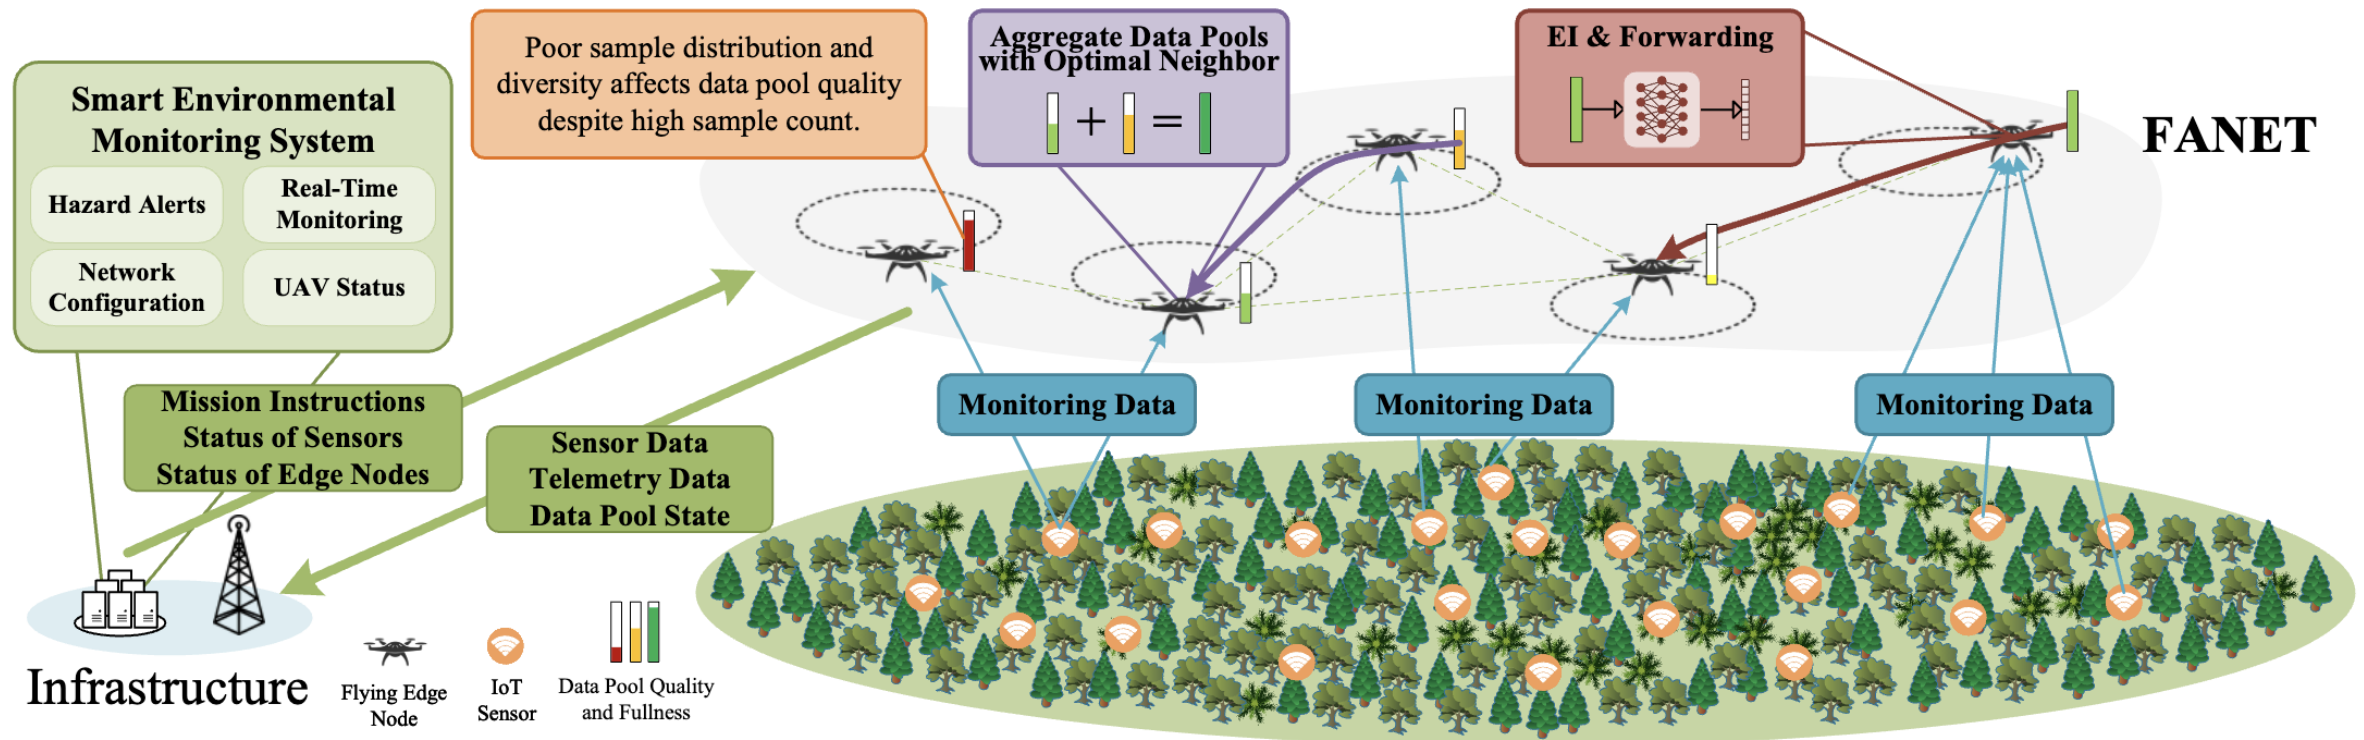 Smart Environmental
Monitoring System
Hazard Alerts
Real-Time
Monitoring
Network
Configuration
UAV Status
Poor sample distribution and
diversity affects data pool quality
despite high sample count.
Aggregate Data Pools
with Optimal Neighbor
+ =
EI & Forwarding
FANET
Mission Instructions
Status of Sensors
Status of Edge Nodes
Sensor Data
Telemetry Data
Data Pool State
Monitoring Data
Monitoring Data
Monitoring Data
Infrastructure
Flying Edge
Node
IoT
Sensor
Data Pool Quality
and Fullness